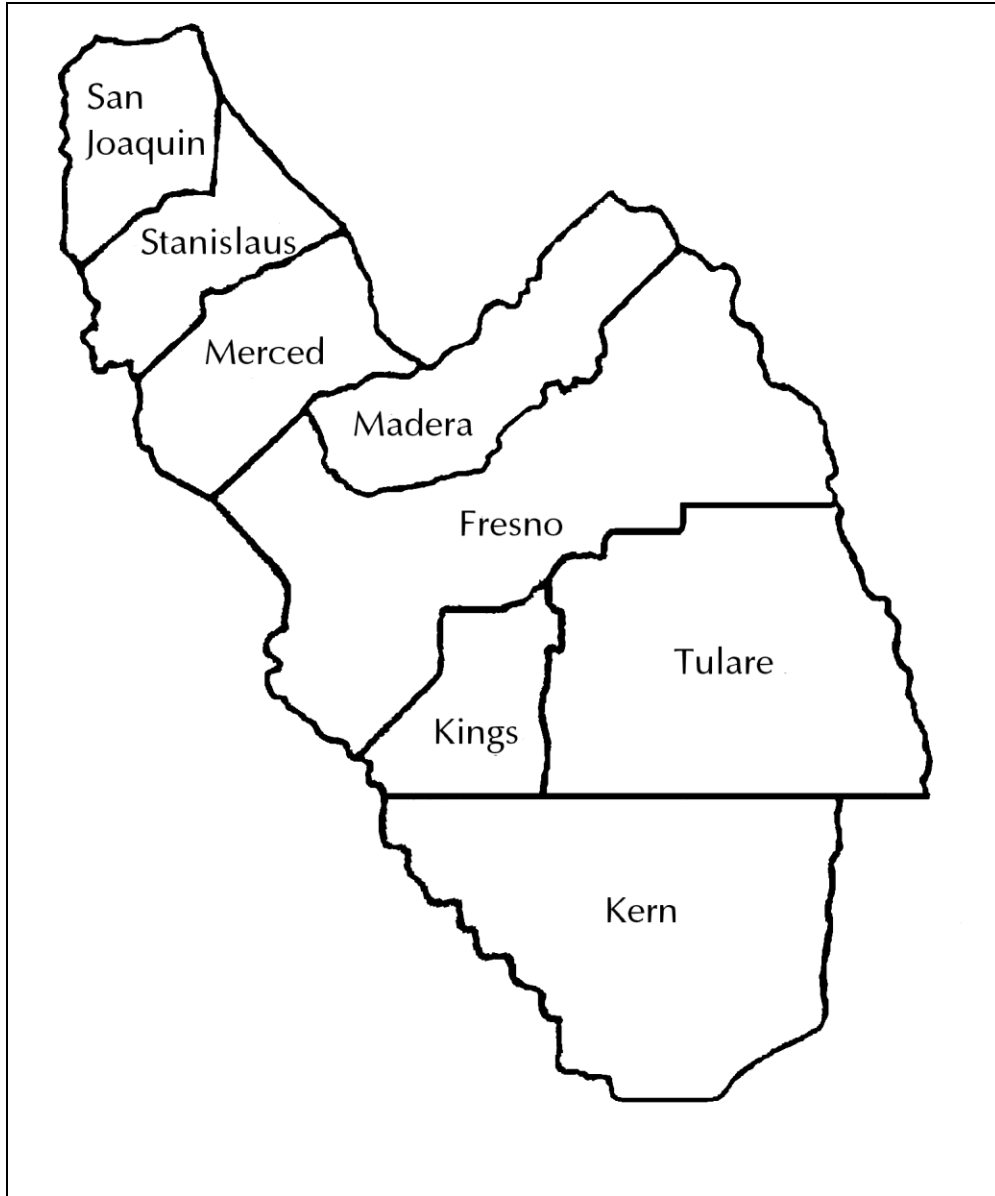 San
Joaquin
Stanislaus
Merced
Madera
Fresno
Tulare
Kings
Kern